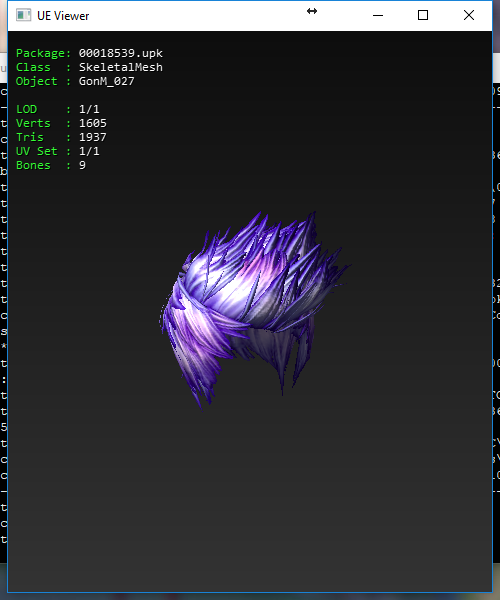 UE Viewer
Package: 00018539.upk
Class : SkeletalMesh
Object : GonM_027
LOD : 1/1
Verts : 1605
Tris : 1937
UV Set : 1/1
Bones : 9